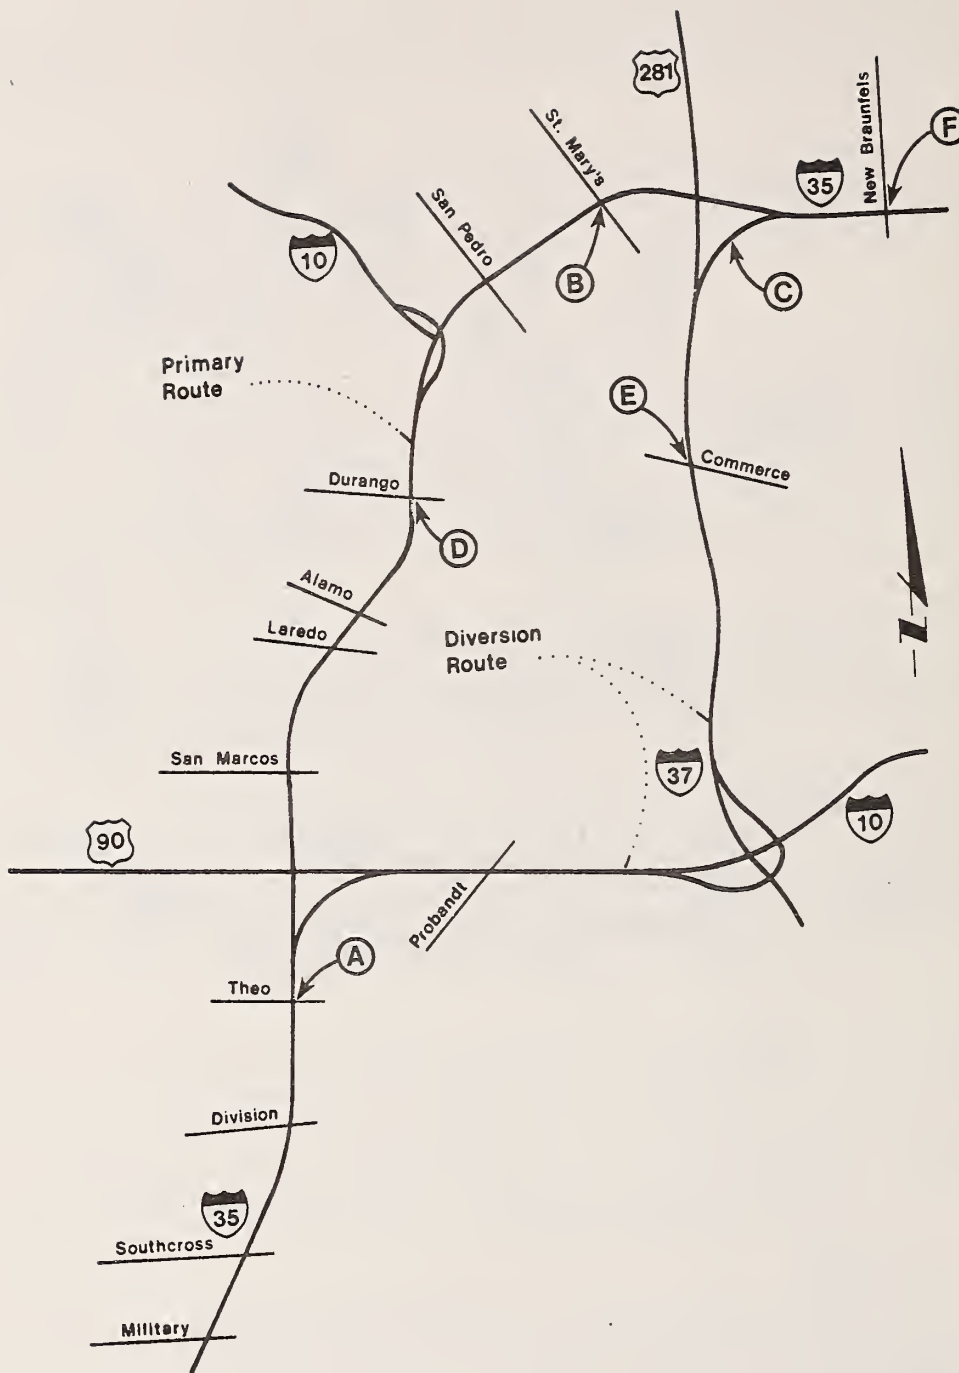 281
New Braunfels
F
St. Mary's
35
San Pedro
10
B
C
Primary
Route
E
Commerce
Durango
D
Alamo
Laredo
N
Diversion
Route
San Marcos
37
10
90
Probandt
A
Theo
Division
35
Southcross
Military